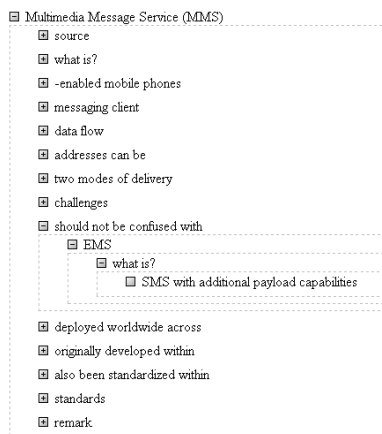 Multimedia Message Service (MMS)
source
what is?
-enabled mobile phones
messaging client
data flow
addresses can be
two modes of delivery
challenges
should not be confused with
EMS
what is?
SMS with additional payload capabilities
deployed worldwide across
originally developed within
also been standardized within
standards
remark